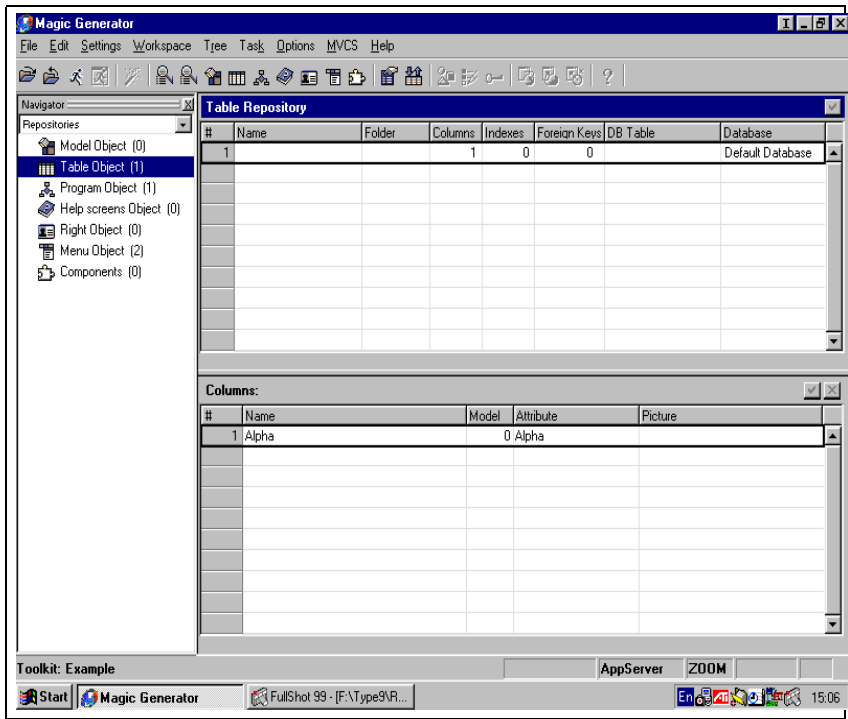 Magic Generator
File Edit Settings Workspace Tree Task Options MVCS Help
Navigator
Repositories
Model Object (0)
Table Object (1)
Program Object (1)
Help screens Object (0)
Right Object (0)
Menu Object (2)
Components (0)
Table Repository
# Name Folder Columns Indexes Foreign Keys DB Table Database
1 1 0 0 Default Database
Columns:
# Name Model Attribute Picture
1 Alpha 0 Alpha
Toolkit: Example AppServer ZOOM
Start Magic Generator FullShot 99 - [F:\Type9\R... En 15:06